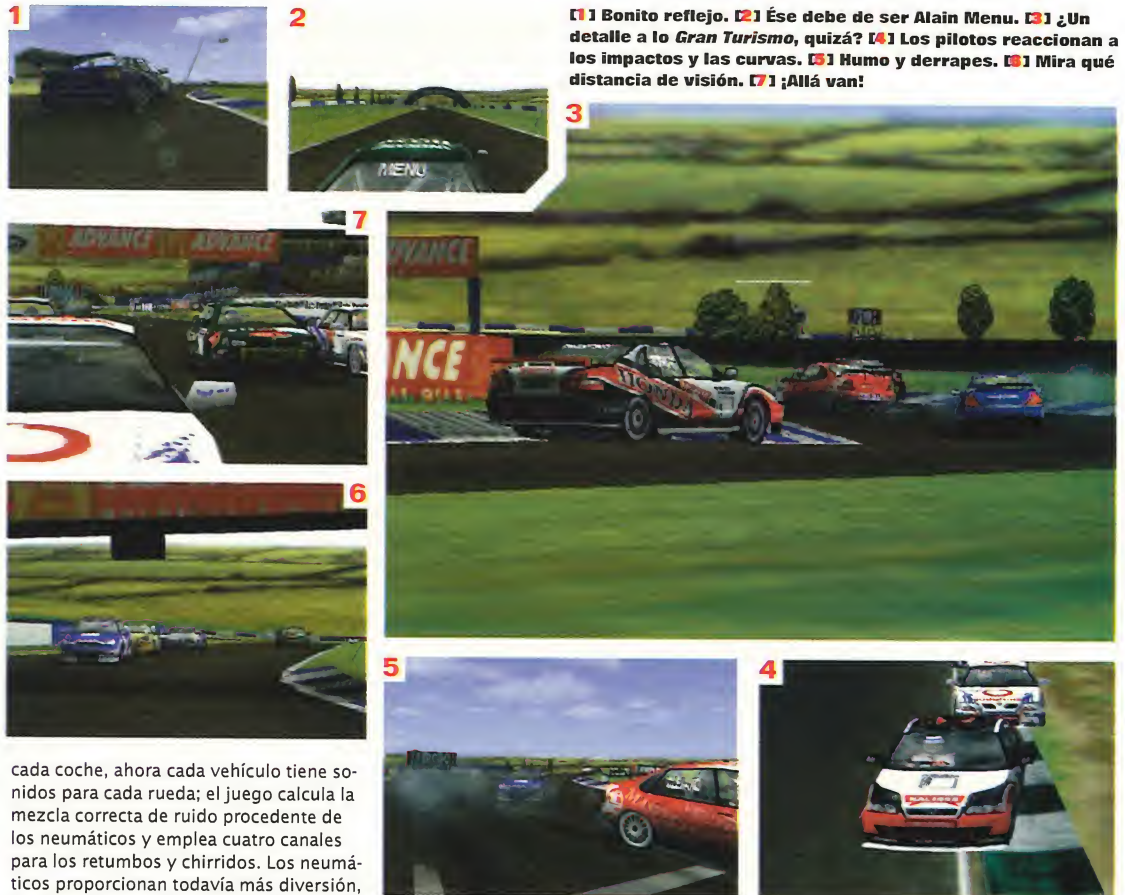 1
2
[1] Bonito reflejo. [2] Ése debe de ser Alain Menu. [3] ¿Un
detalle a lo Gran Turismo, quizá? [4] Los pilotos reaccionan a
los impactos y las curvas. [5] Humo y derrapes. [6] Mira qué
distancia de visión. [7] ¡Allá van!
3
MENU
7
ADVANCE ADVANCE
VANCE
NCE
6
5
4
cada coche, ahora cada vehículo tiene so-
nidos para cada rueda; el juego calcula la
mezcla correcta de ruido procedente de
los neumáticos y emplea cuatro canales
para los retumbos y chirridos. Los neumá-
ticos proporcionan todavía más diversión,